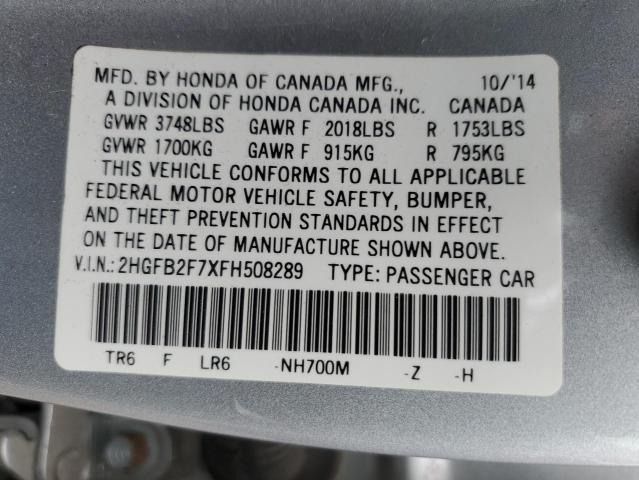 MFD. BY HONDA OF CANADA MFG., 10/'14
A DIVISION OF HONDA CANADA INC. CANADA
GVWR 3748LBS GAWR F 2018LBS R 1753LBS
GVWR 1700KG GAWR F 915KG R 795KG
THIS VEHICLE CONFORMS TO ALL APPLICABLE
FEDERAL MOTOR VEHICLE SAFETY, BUMPER,
AND THEFT PREVENTION STANDARDS IN EFFECT
ON THE DATE OF MANUFACTURE SHOWN ABOVE.
V.I.N.:2HGFB2F7XFH508289 TYPE: PASSENGER CAR
TR6 F LR6 -NH700M -Z -H